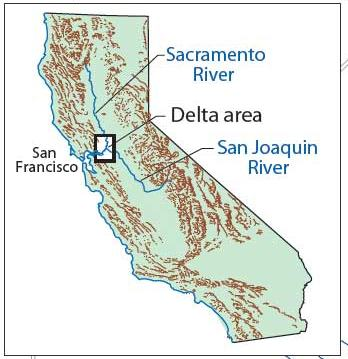 Sacramento
River
Delta area
San
Francisco
San Joaquin
River